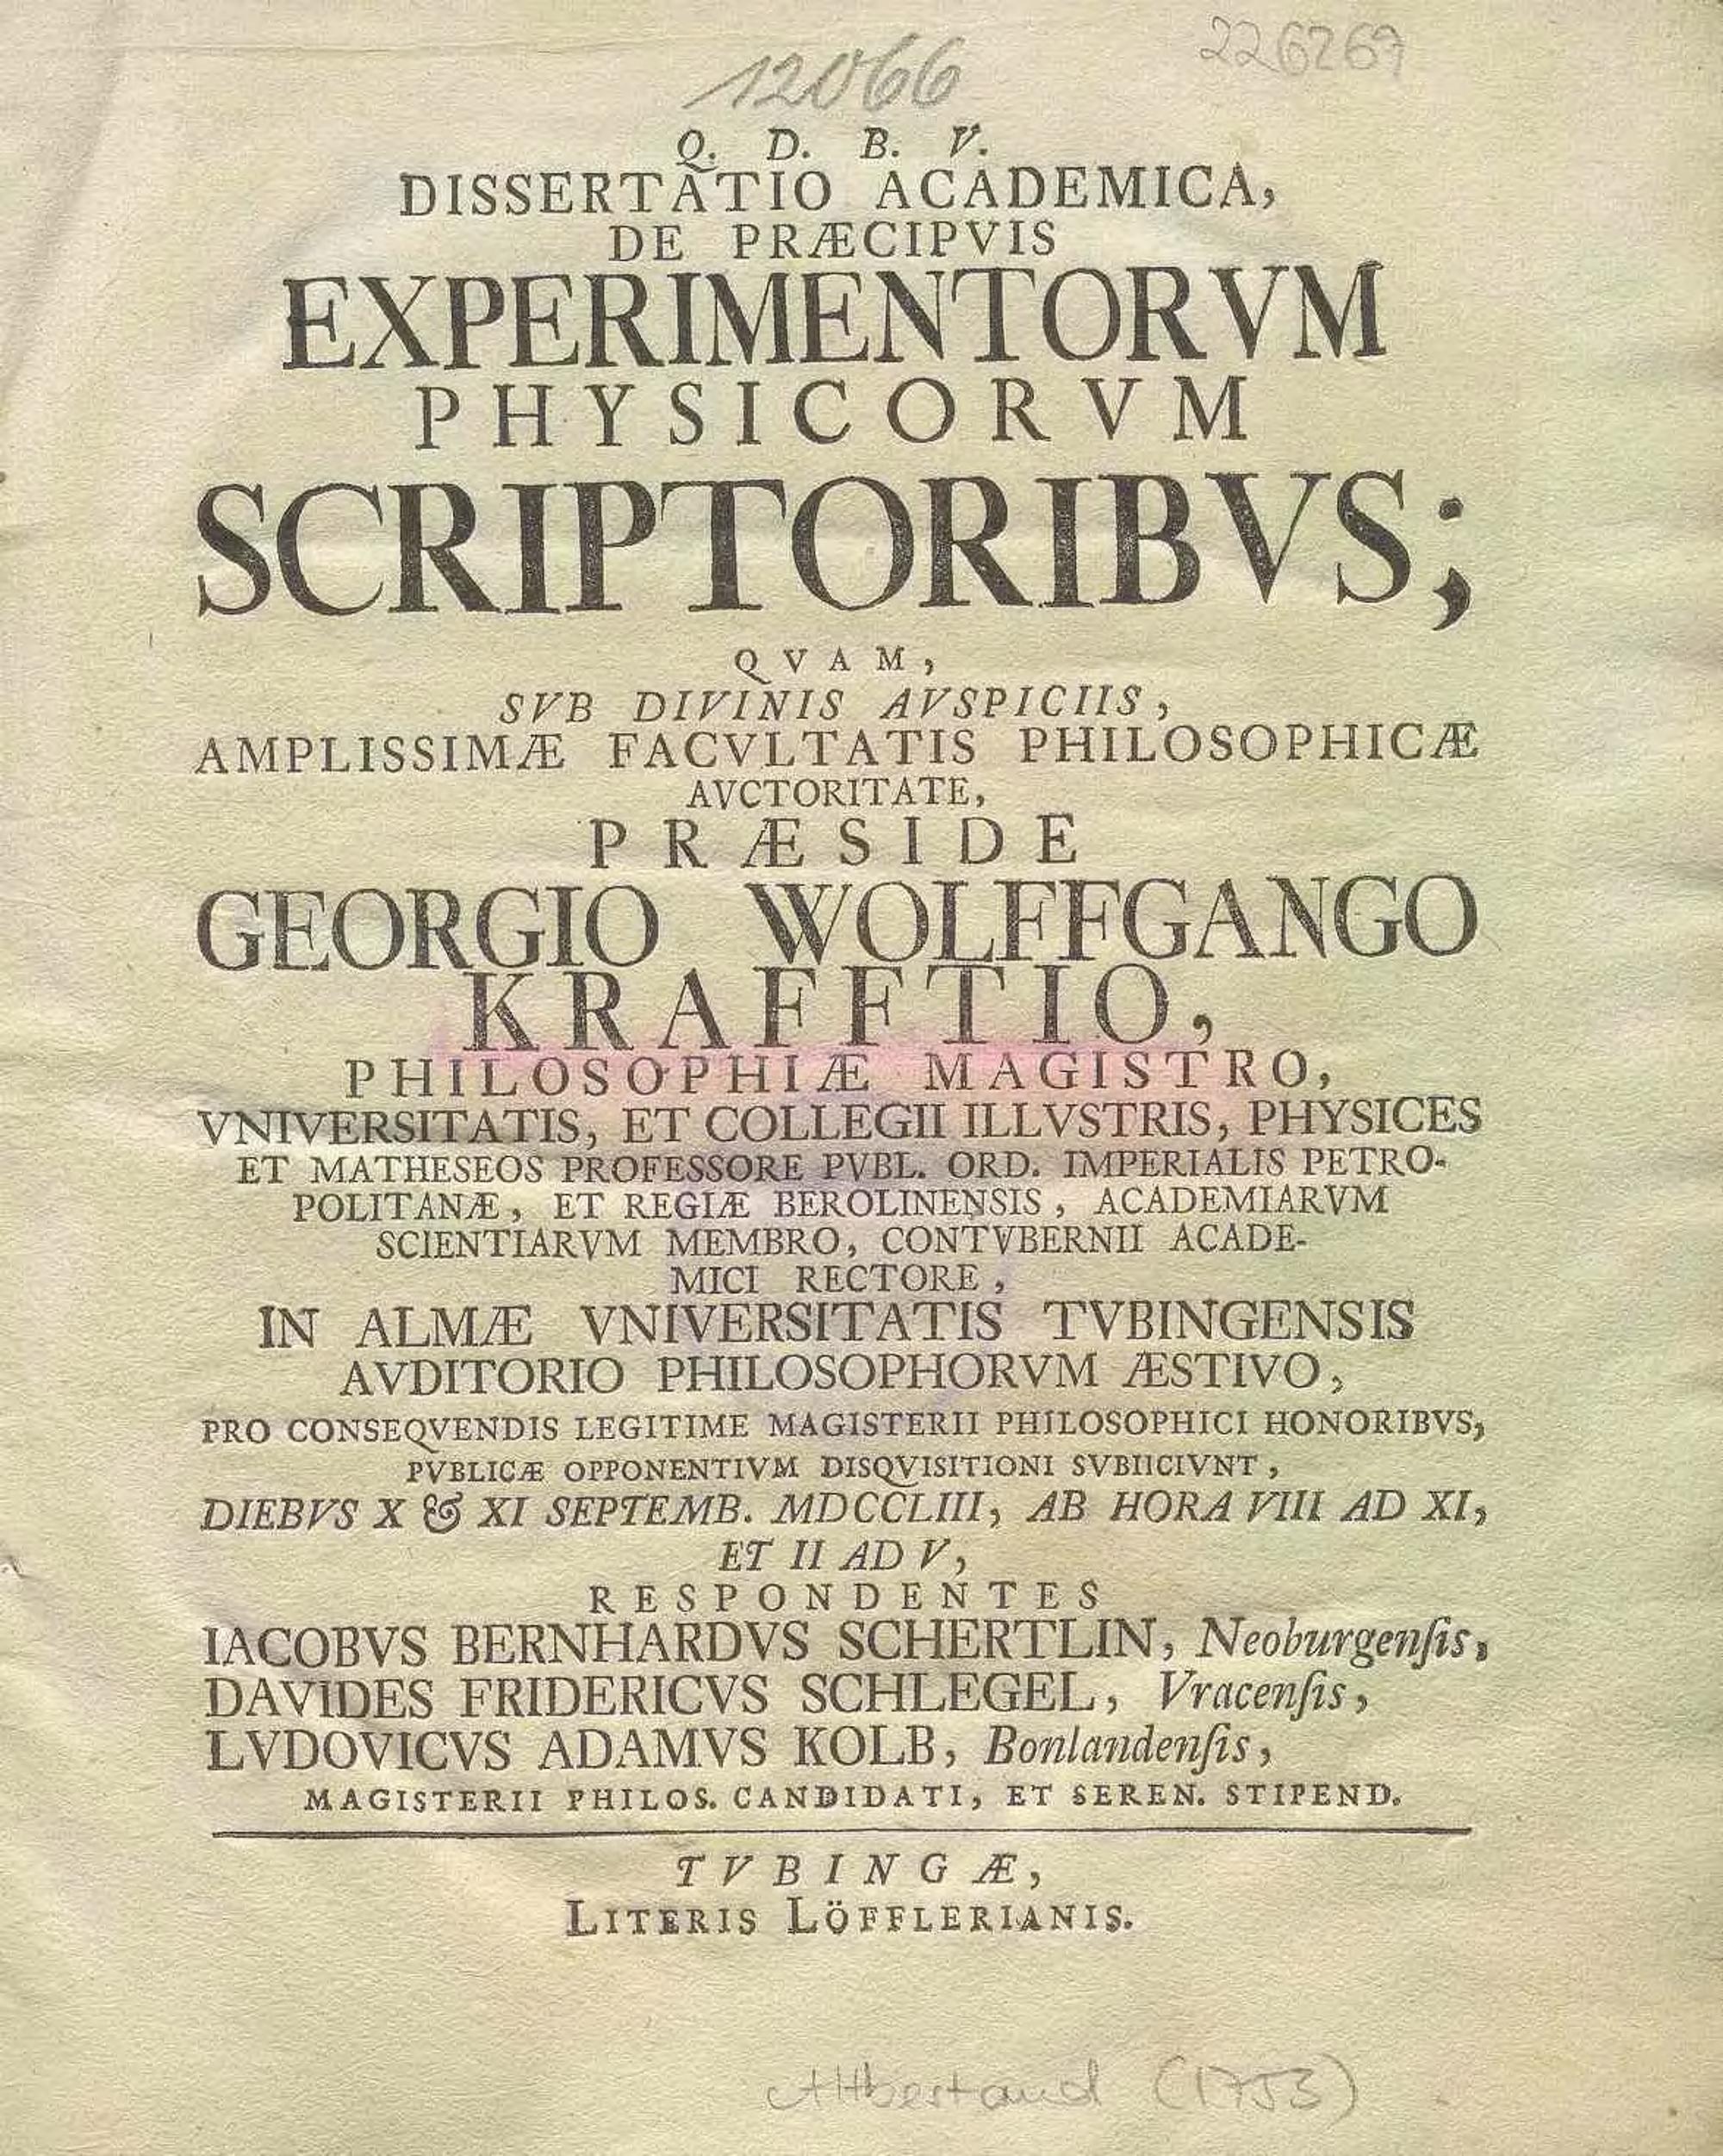 226269
12066
Q. D. B. V.
DISSERTATIO ACADEMICA,
DE PRÆCIPVIS
EXPERIMENTORVM
PHYSICORVM
SCRIPTORIBVS;
QVAM,
SVB DIVINIS AVSPICIIS,
AMPLISSIMÆ FACVLTATIS PHILOSOPHICÆ
AVCTORITATE,
PRÆSIDE
GEORGIO WOLFFGANGO
KRAFFTIO,
PHILOSOPHIÆ MAGISTRO,
VNIVERSITATIS, ET COLLEGII ILLVSTRIS, PHYSICES
ET MATHESEOS PROFESSORE PVBL. ORD. IMPERIALIS PETRO-
POLITANÆ, ET REGIÆ BEROLINENSIS, ACADEMIARVM
SCIENTIARVM MEMBRO, CONTVBERNII ACADE-
MICI RECTORE,
IN ALMÆ VNIVERSITATIS TVBINGENSIS
AVDITORIO PHILOSOPHORVM ÆSTIVO,
PRO CONSEQVENDIS LEGITIME MAGISTERII PHILOSOPHICI HONORIBVS,
PVBLICÆ OPPONENTIVM DISQVISITIONI SVBIICIVNT,
DIEBVS X & XI SEPTEMB. MDCCLIII, AB HORA VIII AD XI,
ET II AD V,
RESPONDENTES
IACOBVS BERNHARDVS SCHERTLIN, Neoburgenſis,
DAVIDES FRIDERICVS SCHLEGEL, Vracenſis,
LVDOVICVS ADAMVS KOLB, Bonlandenſis,
MAGISTERII PHILOS. CANDIDATI, ET SEREN. STIPEND.
TVBINGÆ,
LITERIS LÖFFLERIANIS.
Altbestand (1753)